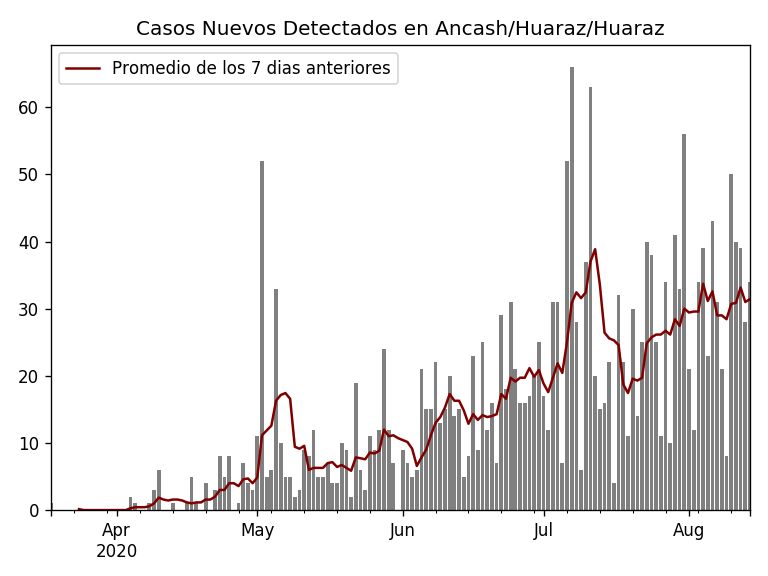 Casos Nuevos Detectados en Ancash/Huaraz/Huaraz
Promedio de los 7 dias anteriores
60
50
40
30
20
10
0
Apr
2020
May
Jun
Jul
Aug